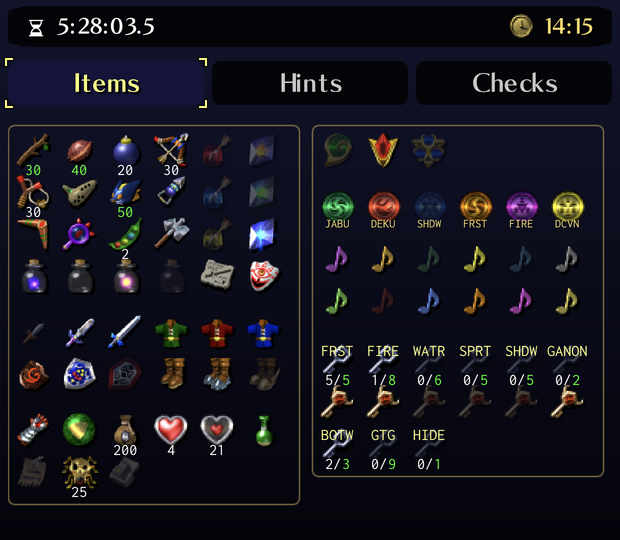 5:28:03.5
14:15
Items
Hints
Checks
30 40 20 30
30 50
2
200 4 21
25
JABU DEKU SHDW FRST FIRE DCVN
FRST FIRE WATR SPRT SHDW GANON
5/5 1/8 0/6 0/5 0/5 0/2
BOTW GTG HIDE
2/3 0/9 0/1